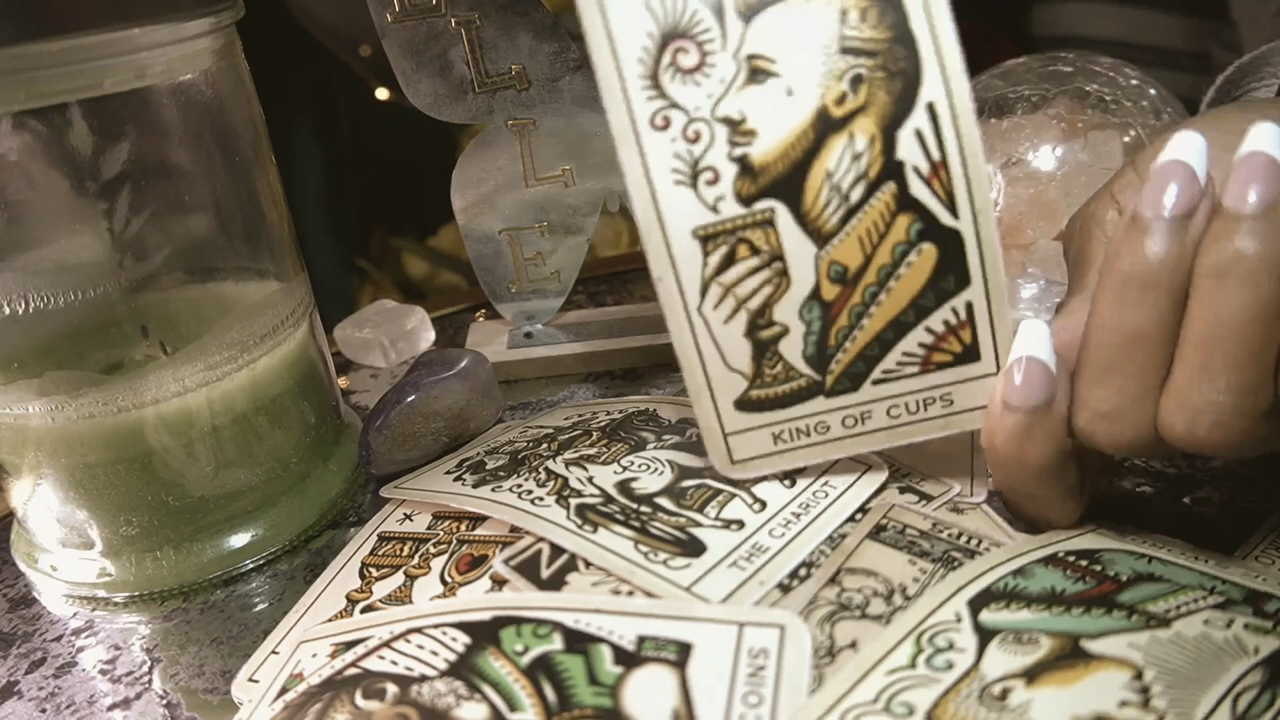 L
L
E
KING OF CUPS
THE CHARIOT
COINS